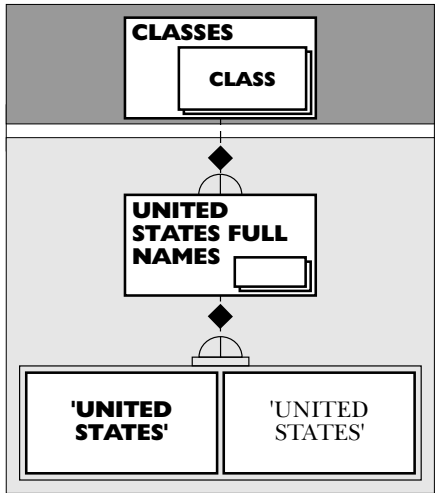 CLASSES
CLASS
UNITED
STATES FULL
NAMES
'UNITED
STATES'
'UNITED
STATES'